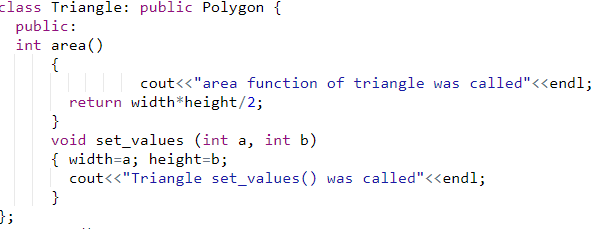 class Triangle: public Polygon {
public:
int area()
{
cout<<"area function of triangle was called"<<endl;
return width*height/2;
}
void set_values (int a, int b)
{ width=a; height=b;
cout<<"Triangle set_values() was called"<<endl;
}
};